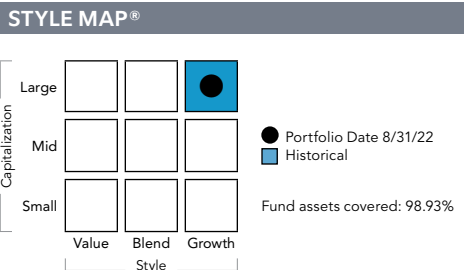 STYLE MAP®
Large
Mid
Small
Capitalization
Value Blend Growth
Style
Portfolio Date 8/31/22
Historical
Fund assets covered: 98.93%